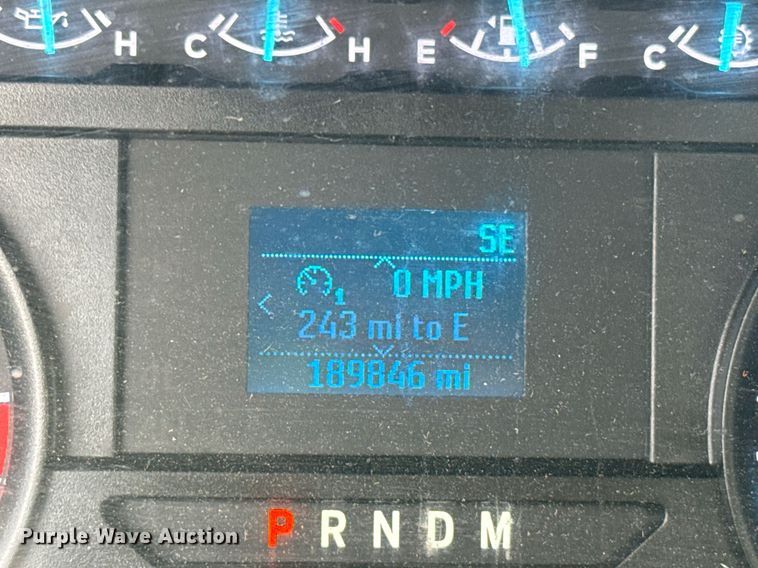 H C H E F C
SE
1 0 MPH
243 mi to E
189846 mi
P R N D M
Purple Wave Auction